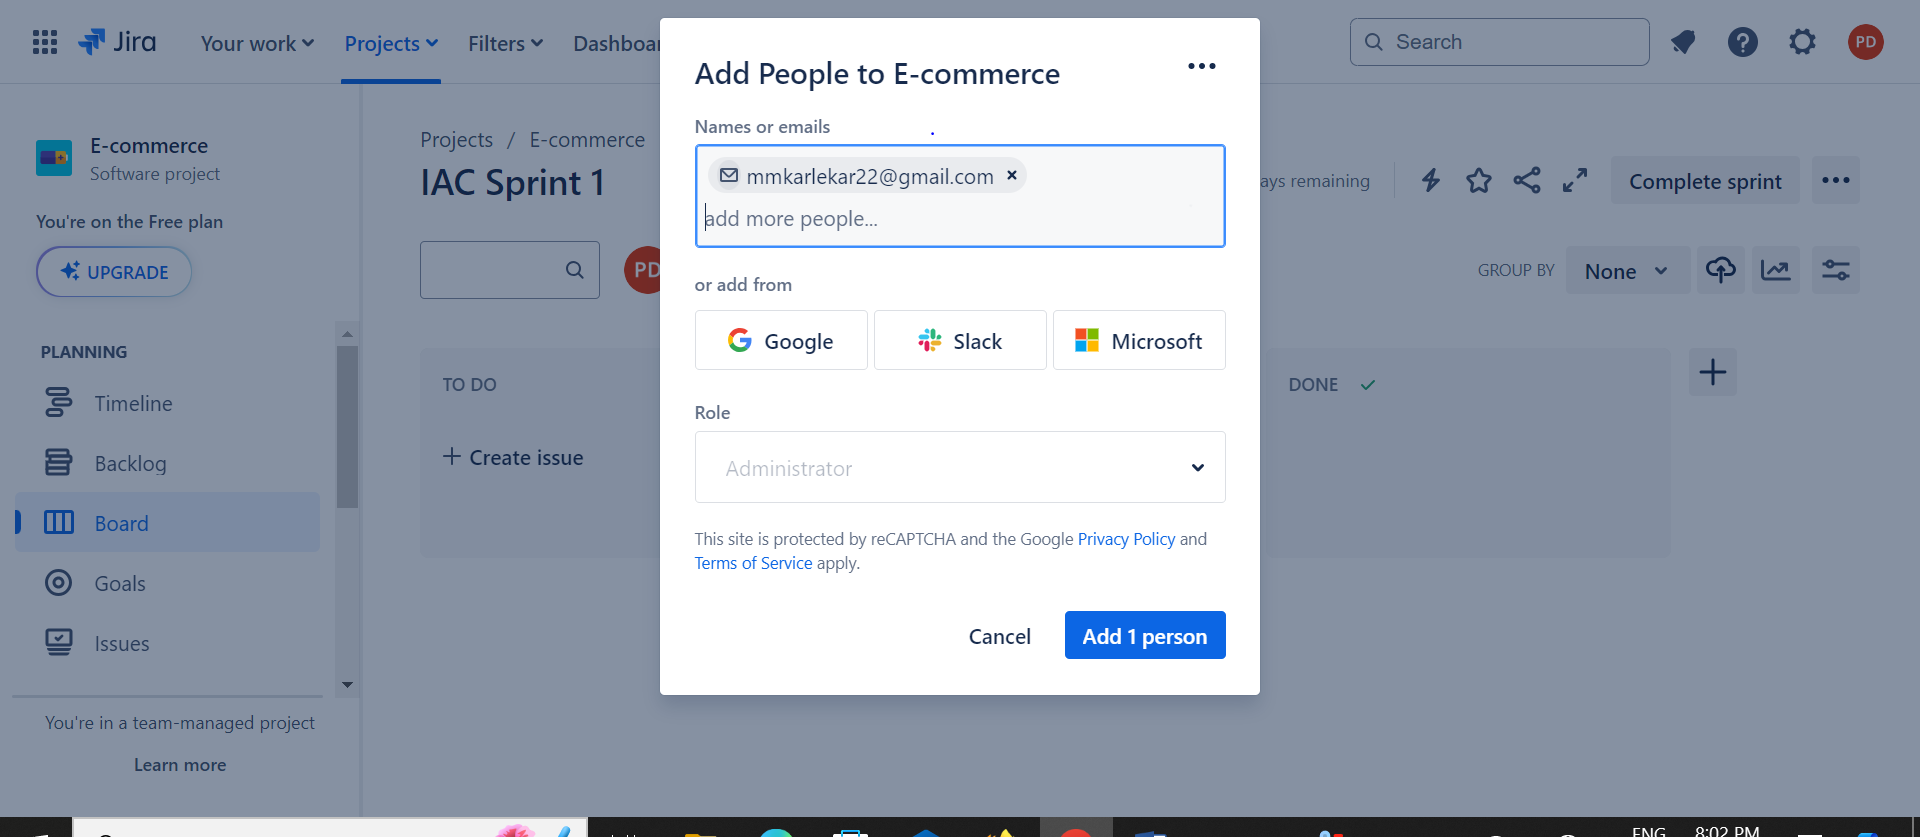 Jira
Your work
Projects
Filters
Search
PD
E-commerce
Software project
You're on the Free plan
UPGRADE
PLANNING
Timeline
Backlog
Board
Goals
Issues
You're in a team-managed project
Learn more
Projects / E-commerce
IAC Sprint 1
remaining
Complete sprint
PD
GROUP BY
None
TO DO
+ Create issue
DONE
Add People to E-commerce
Names or emails
mmkarlekar22@gmail.com
add more people...
or add from
Google
Slack
Microsoft
Role
Administrator
This site is protected by reCAPTCHA and the Google Privacy Policy and
Terms of Service apply.
Cancel
Add 1 person
ENG
8:02 PM